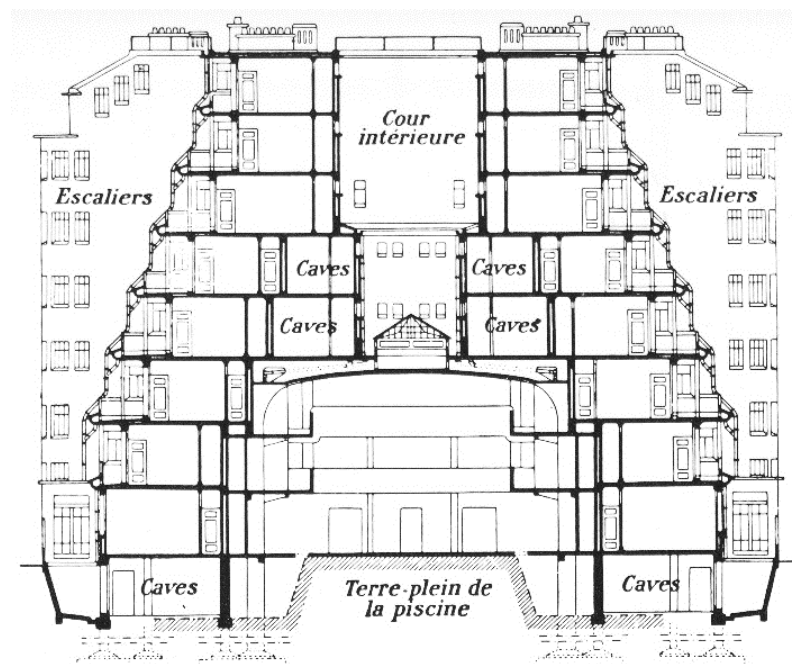 Cour
intérieure
Escaliers
Escaliers
Caves
Caves
Caves
Caves
Caves
Terre-plein de
la piscine
Caves